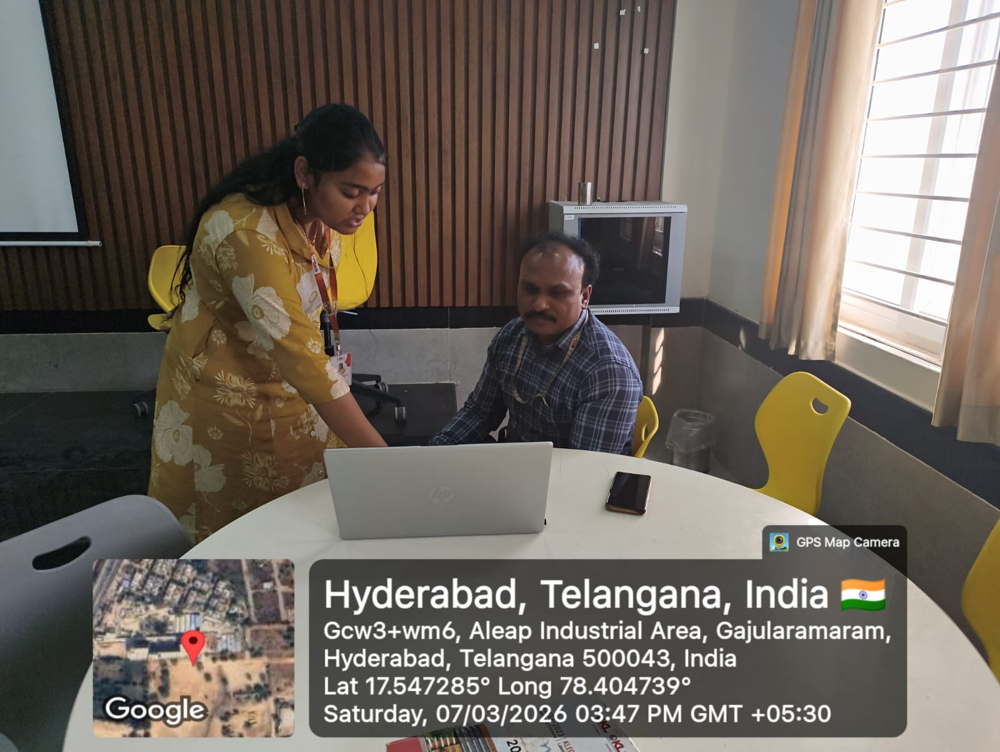 hp
GPS Map Camera
Hyderabad, Telangana, India
Gcw3+wm6, Aleap Industrial Area, Gajularamaram,
Hyderabad, Telangana 500043, India
Lat 17.547285° Long 78.404739°
Saturday, 07/03/2026 03:47 PM GMT +05:30
Google